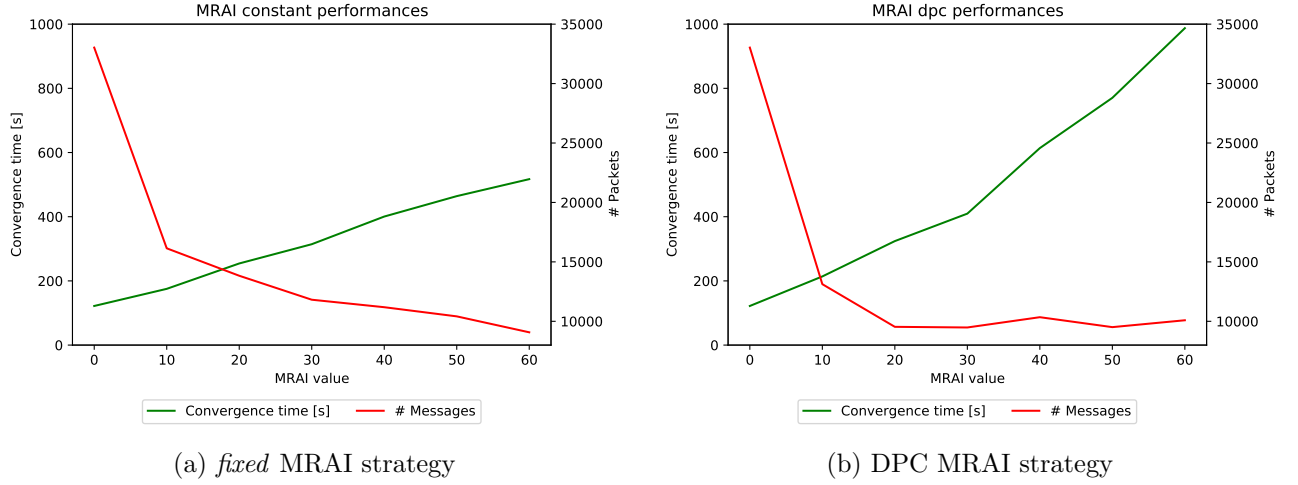 MRAI constant performances
1000
800
600
400
200
0
Convergence time [s]
35000
30000
25000
20000
15000
10000
# Packets
0 10 20 30 40 50 60
MRAI value
Convergence time [s] # Messages
(a) fixed MRAI strategy
MRAI dpc performances
1000
800
600
400
200
0
Convergence time [s]
35000
30000
25000
20000
15000
10000
# Packets
0 10 20 30 40 50 60
MRAI value
Convergence time [s] # Messages
(b) DPC MRAI strategy